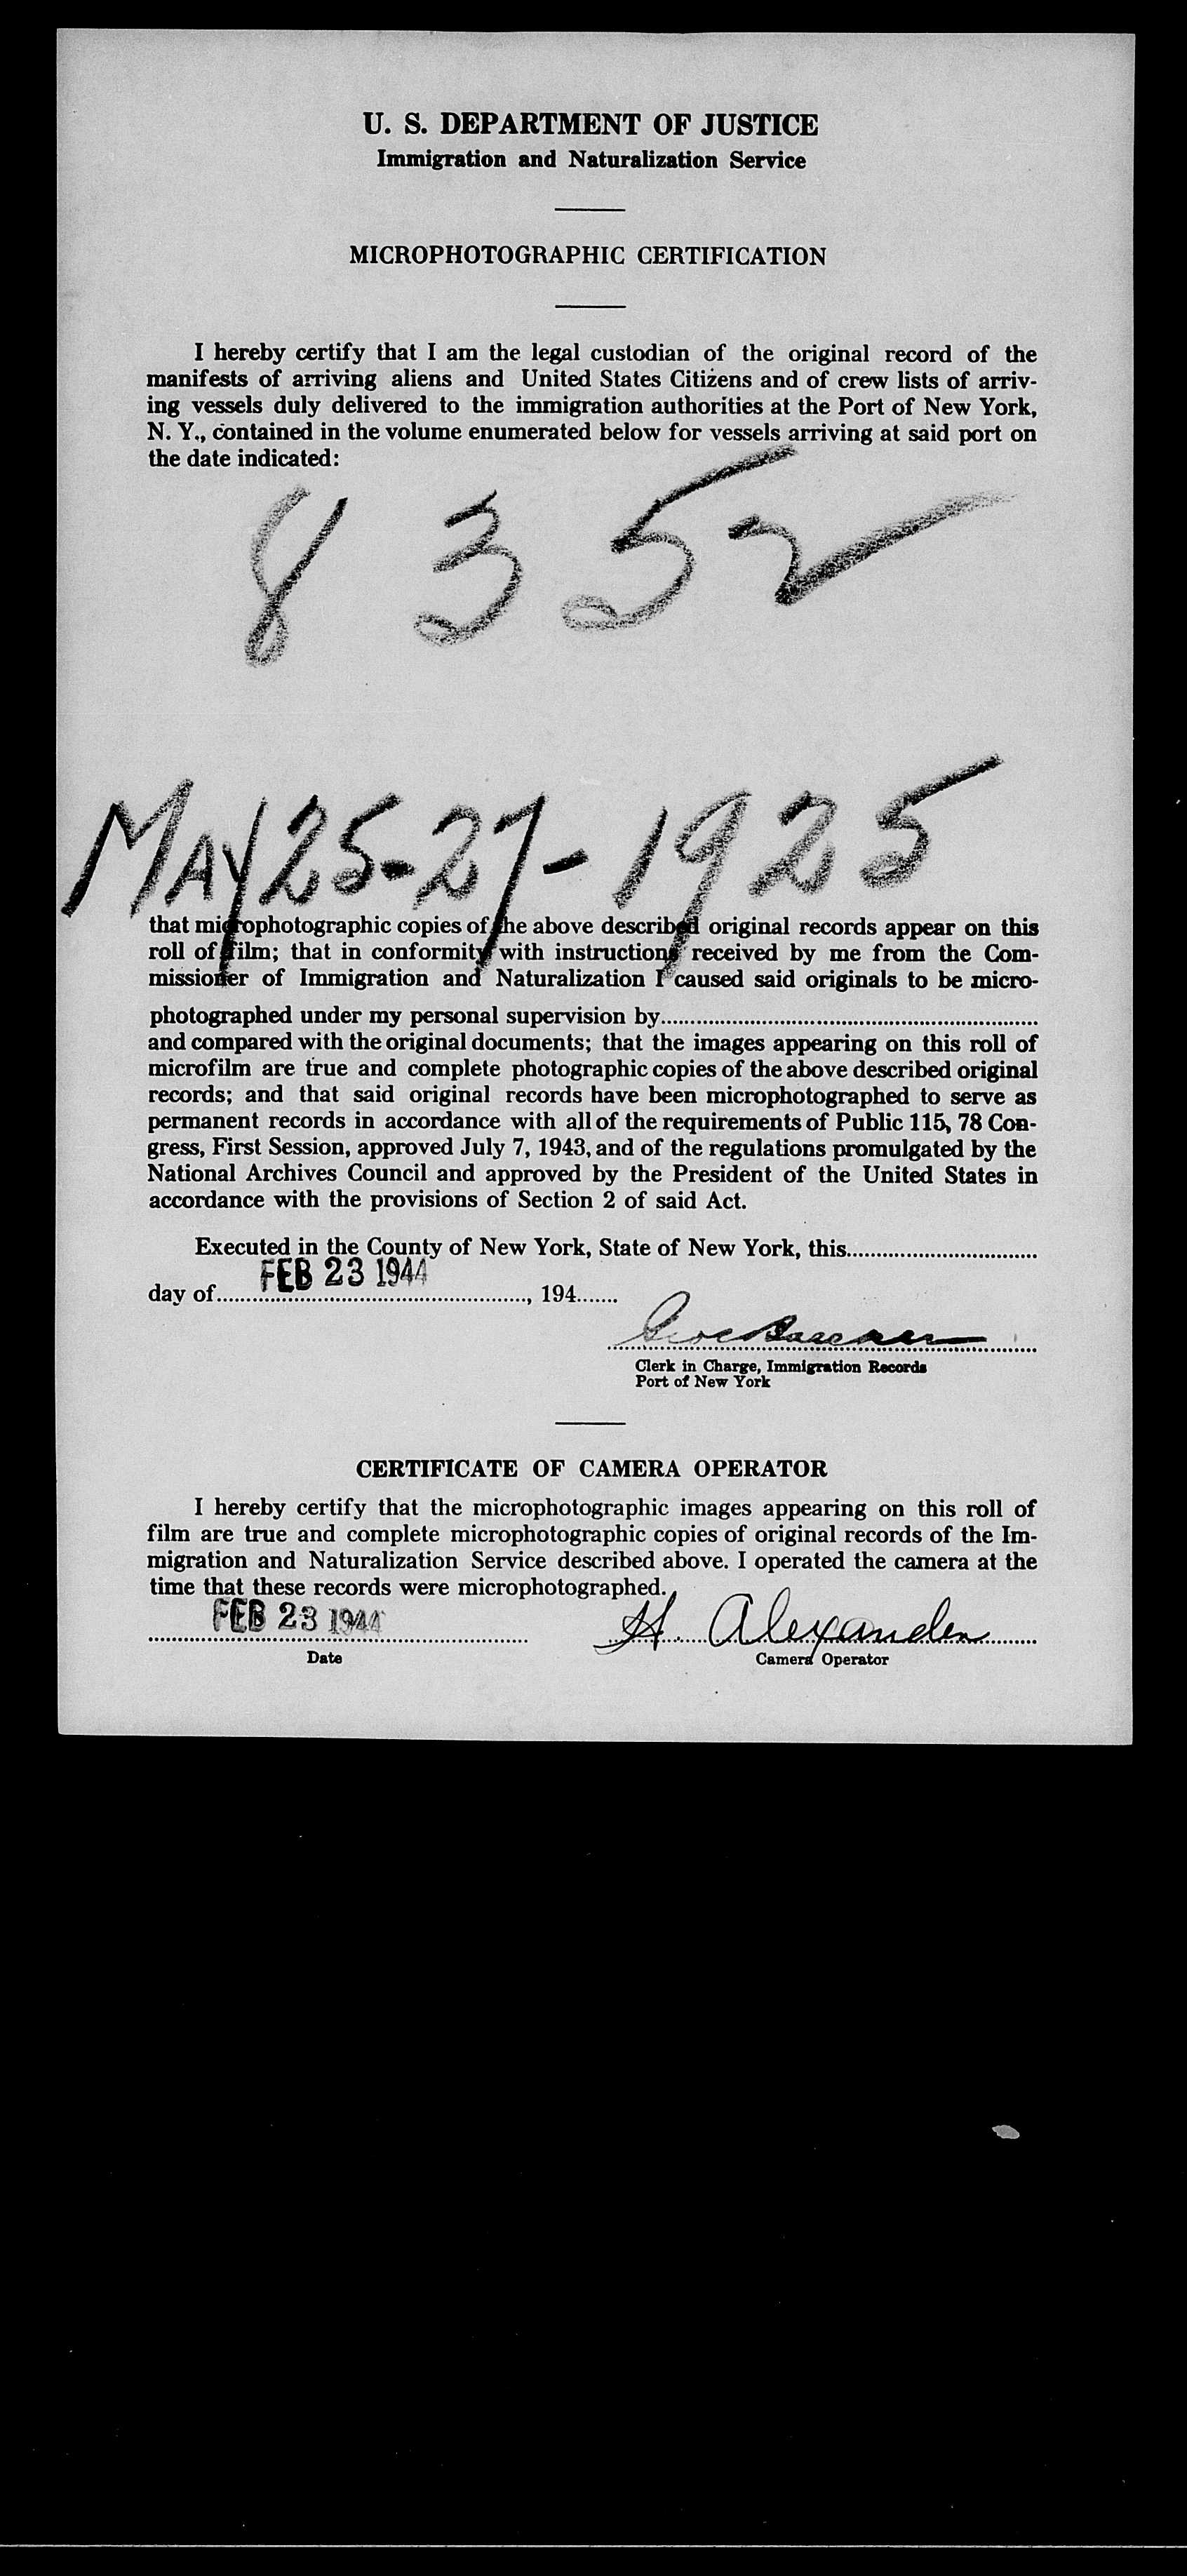 U. S. DEPARTMENT OF JUSTICE
Immigration and Naturalization Service
MICROPHOTOGRAPHIC CERTIFICATION
I hereby certify that I am the legal custodian of the original record of the
manifests of arriving aliens and United States Citizens and of crew lists of arriv-
ing vessels duly delivered to the immigration authorities at the Port of New York,
N. Y., contained in the volume enumerated below for vessels arriving at said port on
the date indicated:
8352
MAY 25-27-1925
that microphotographic copies of the above described original records appear on this
roll of film; that in conformity with instructions received by me from the Com-
missioner of Immigration and Naturalization I caused said originals to be micro-
photographed under my personal supervision by
and compared with the original documents; that the images appearing on this roll of
microfilm are true and complete photographic copies of the above described original
records; and that said original records have been microphotographed to serve as
permanent records in accordance with all of the requirements of Public 115, 78 Con-
gress, First Session, approved July 7, 1943, and of the regulations promulgated by the
National Archives Council and approved by the President of the United States in
accordance with the provisions of Section 2 of said Act.
Executed in the County of New York, State of New York, this
FEB 23 1944
day of , 194
Clerk in Charge, Immigration Records
Port of New York
CERTIFICATE OF CAMERA OPERATOR
I hereby certify that the microphotographic images appearing on this roll of
film are true and complete microphotographic copies of original records of the Im-
migration and Naturalization Service described above. I operated the camera at the
time that these records were microphotographed.
FEB 23 1944 H. Alexander
Date Camera Operator